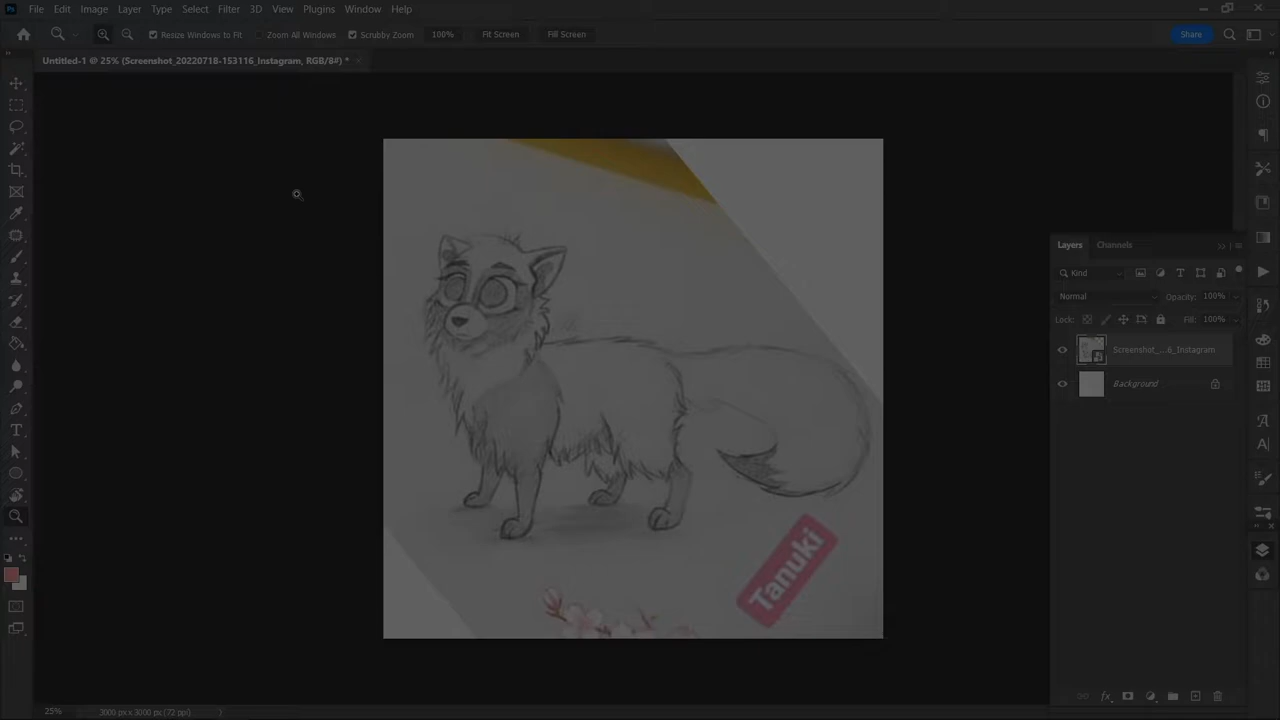 File Edit Image Layer Type Select Filter 3D View Plugins Window Help
Resize Windows to Fit Zoom All Windows Scrubby Zoom 100% Fit Screen Fill Screen Share
Untitled-1 @ 25% (Screenshot_20220718-153116_Instagram, RGB/8#) *
Layers Channels
Kind
Normal Opacity: 100%
Lock: Fill: 100%
Screenshot_...6_Instagram
Background
Tanuki
25% 3000 px x 3000 px (72 ppi)